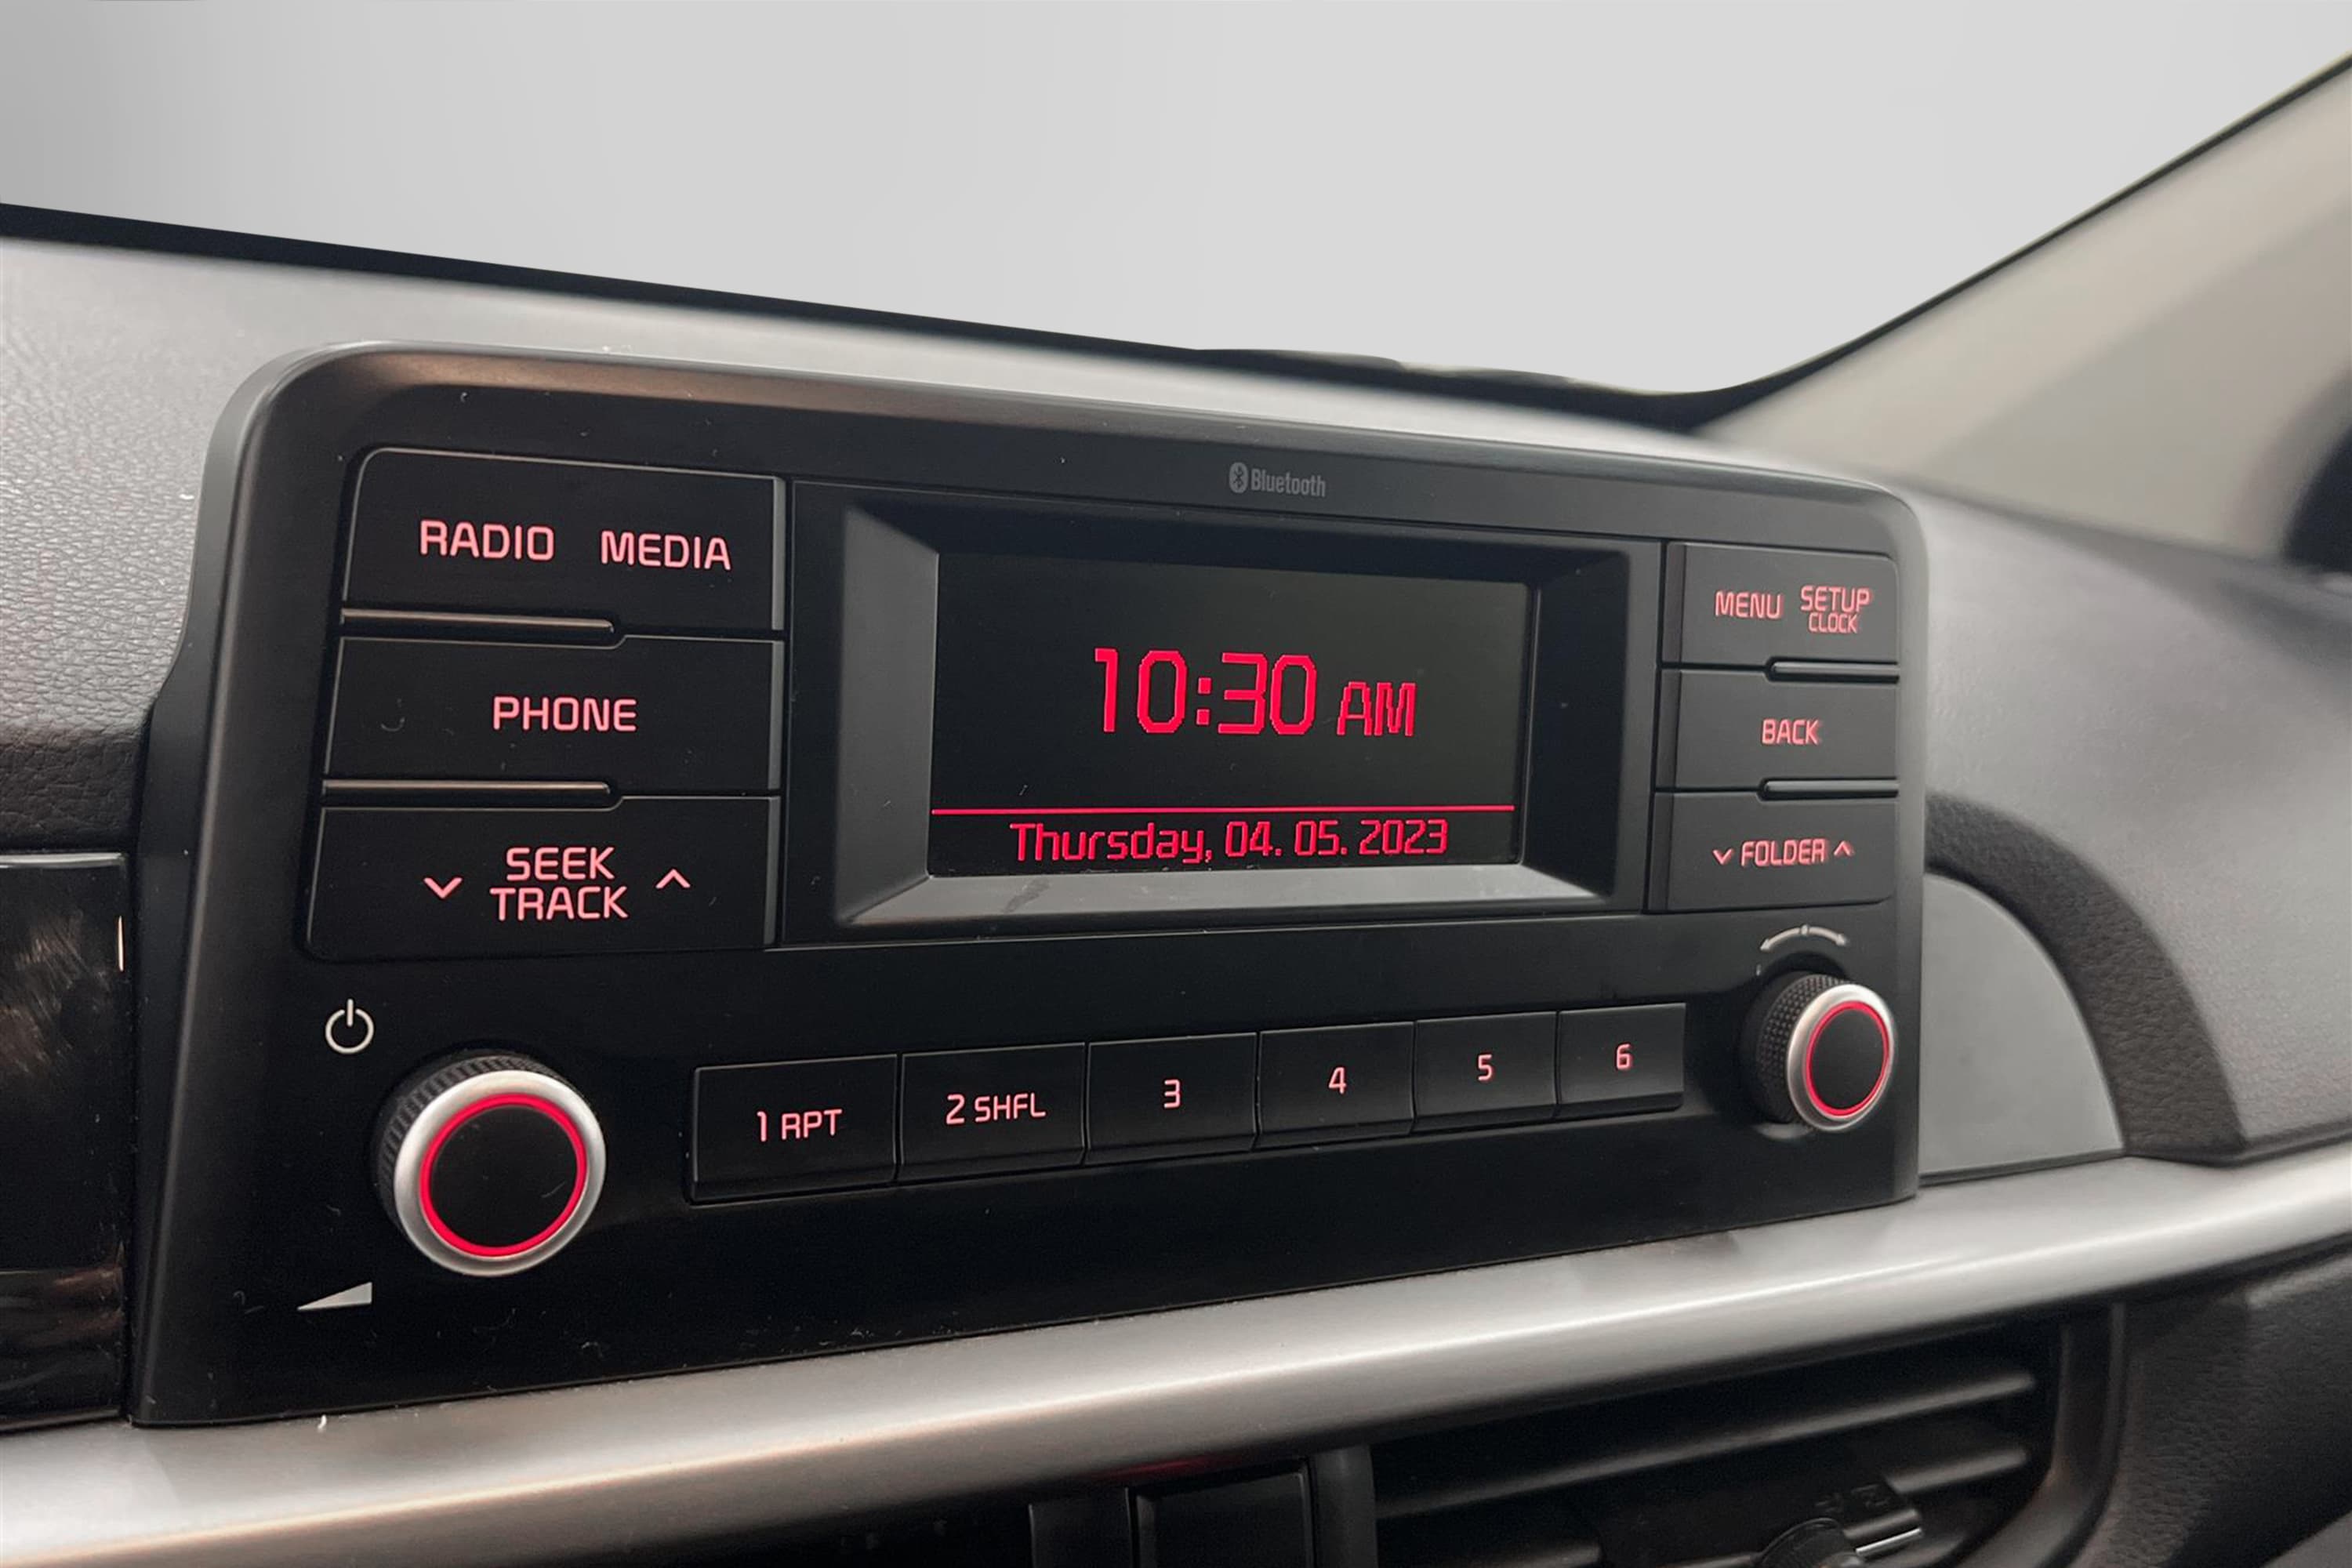 Bluetooth
RADIO MEDIA
PHONE
SEEK
TRACK
10:30 AM
Thursday, 04. 05. 2023
MENU SETUP
CLOCK
BACK
FOLDER
1 RPT
2 SHFL
3
4
5
6